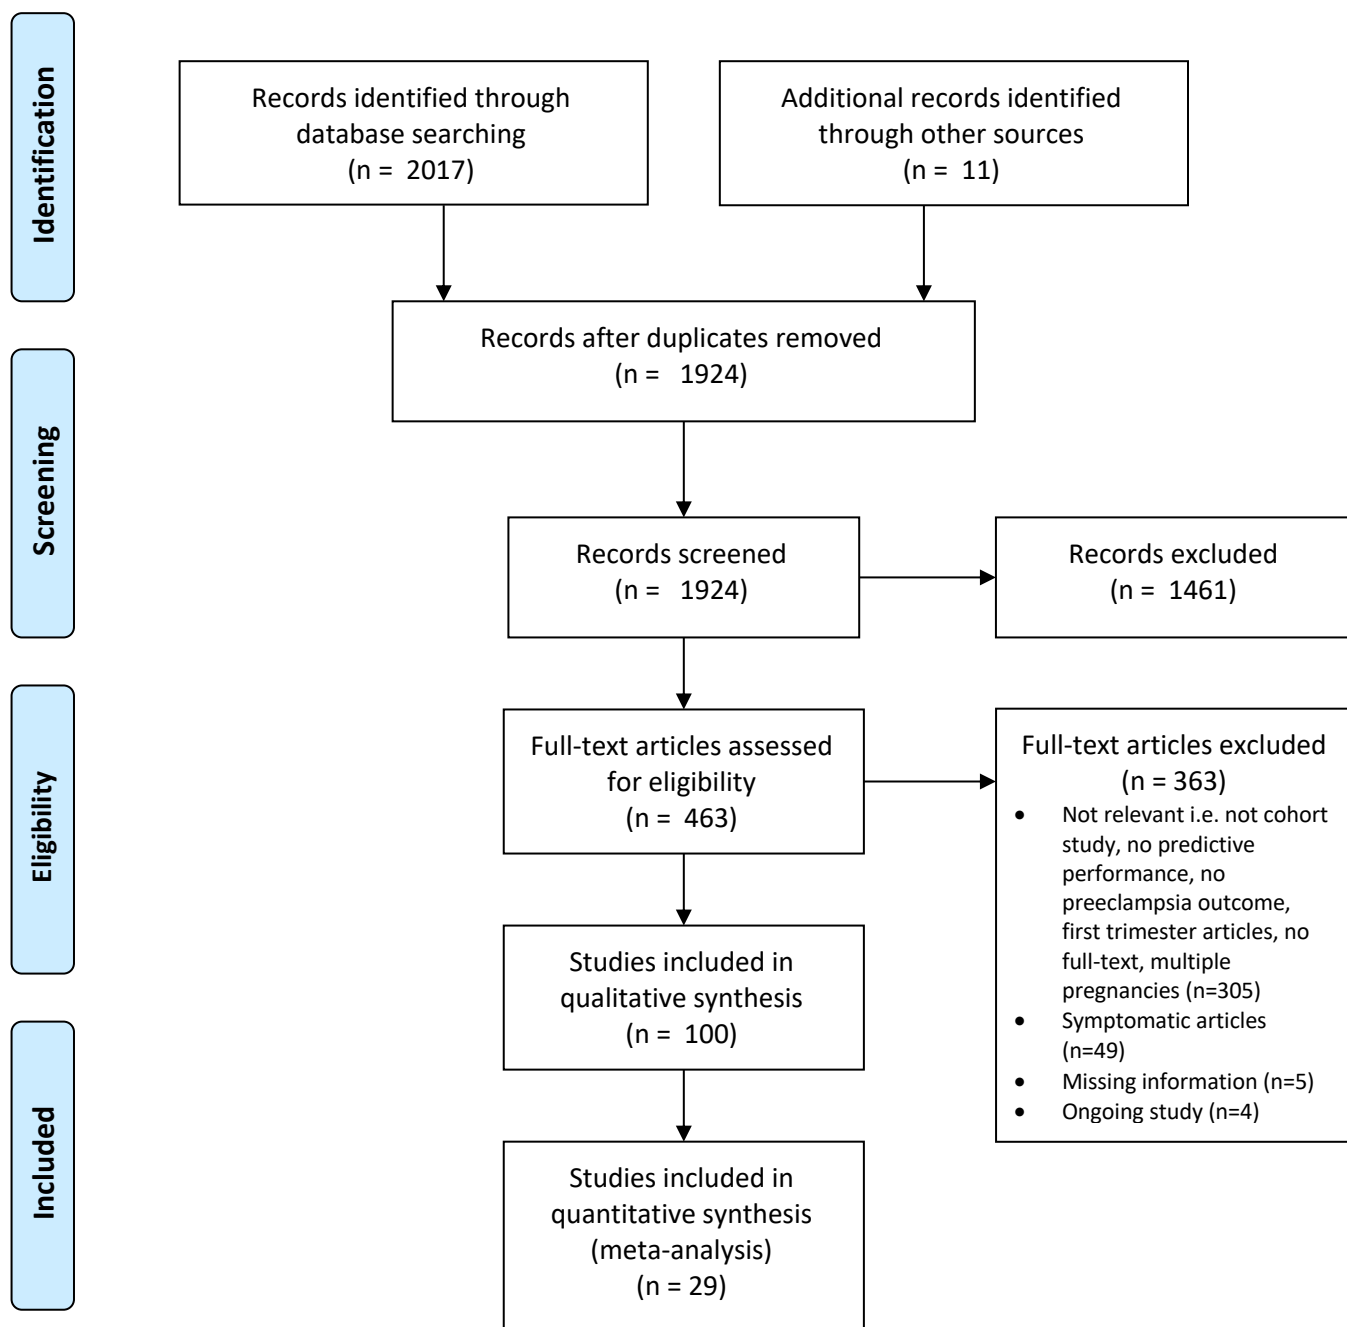 Identification
Records identified through
database searching
(n =  2017)
Additional records identified
through other sources
(n =  11)
Records after duplicates removed
(n =   1924)
Screening
Records screened
(n =   1924)
Records excluded
(n =  1461)
Eligibility
Full-text articles assessed
for eligibility
(n =  463)
Full-text articles excluded
(n = 363)
• Not relevant i.e. not cohort
study, no predictive
performance, no
preeclampsia outcome,
first trimester articles, no
full-text, multiple
pregnancies (n=305)
• Symptomatic articles
(n=49)
• Missing information (n=5)
• Ongoing study (n=4)
Studies included in
qualitative synthesis
(n =  100)
Included
Studies included in
quantitative synthesis
(meta-analysis)
(n = 29)